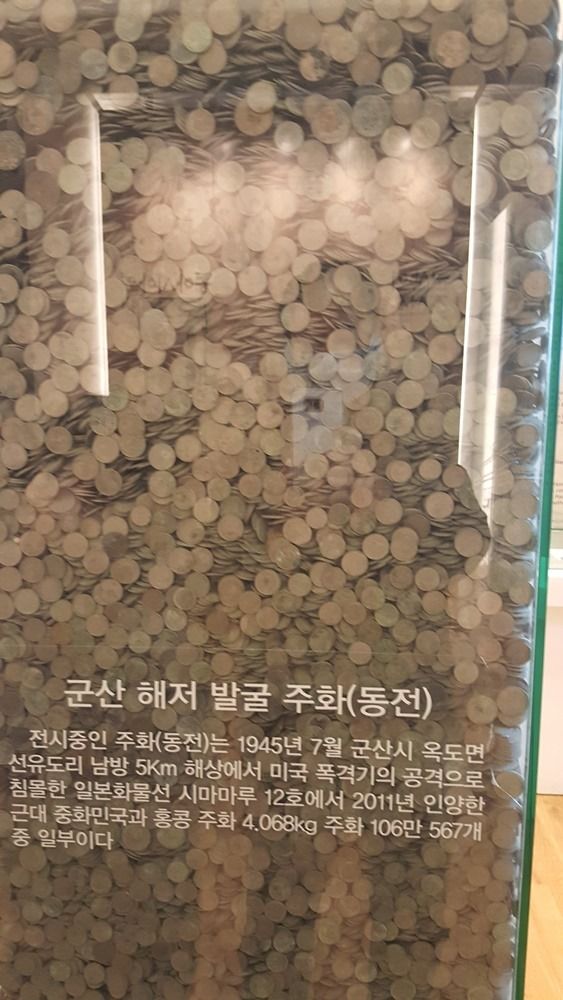 군산 해저 발굴 주화(동전)
전시중인 주화(동전)는 1945년 7월 군산시 옥도면
선유도리 남방 5Km 해상에서 미국 폭격기의 공격으로
침몰한 일본화물선 시마마루 12호에서 2011년 인양한
근대 중화민국과 홍콩 주화 4.068kg 주화 106만 567개
중 일부이다